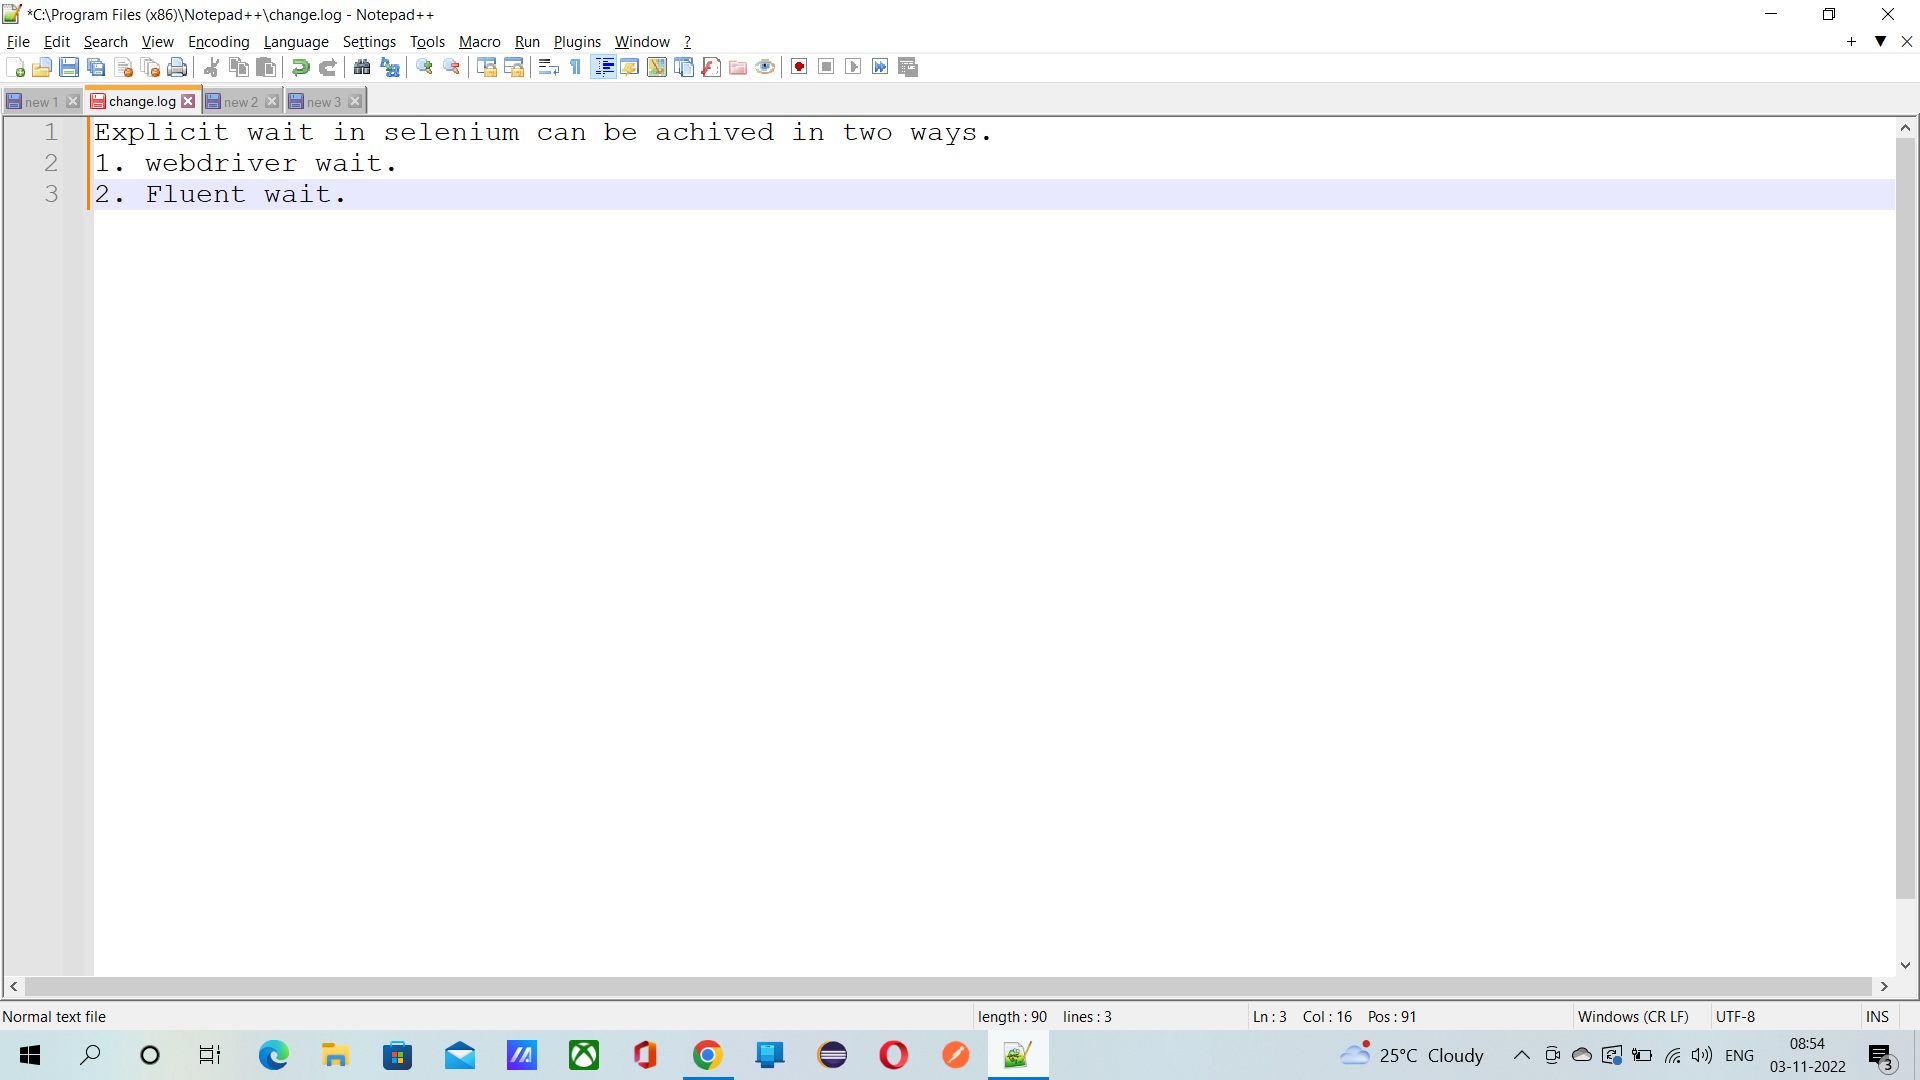 *C:\Program Files (x86)\Notepad++\change.log - Notepad++
File Edit Search View Encoding Language Settings Tools Macro Run Plugins Window ?
new 1 change.log new 2 new 3
1 Explicit wait in selenium can be achived in two ways.
2 1. webdriver wait.
3 2. Fluent wait.
Normal text file length : 90 lines : 3 Ln : 3 Col : 16 Pos : 91 Windows (CR LF) UTF-8 INS
25°C Cloudy ENG 08:54
03-11-2022 3